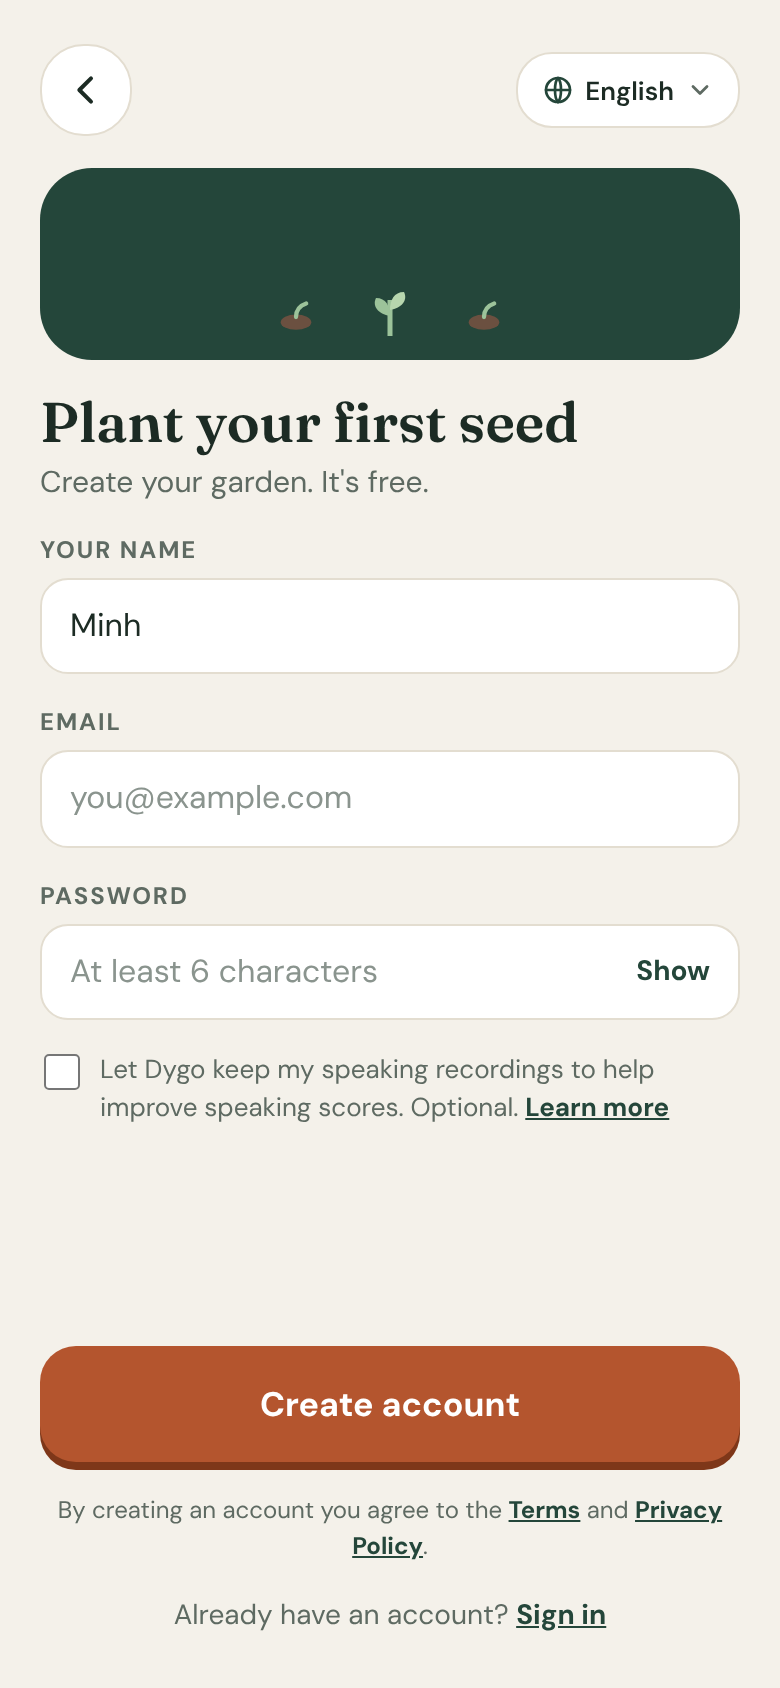 English
Plant your first seed
Create your garden. It's free.
YOUR NAME
Minh
EMAIL
you@example.com
PASSWORD
At least 6 characters
Show
Let Dygo keep my speaking recordings to help
improve speaking scores. Optional. Learn more
Create account
By creating an account you agree to the Terms and Privacy
Policy.
Already have an account? Sign in